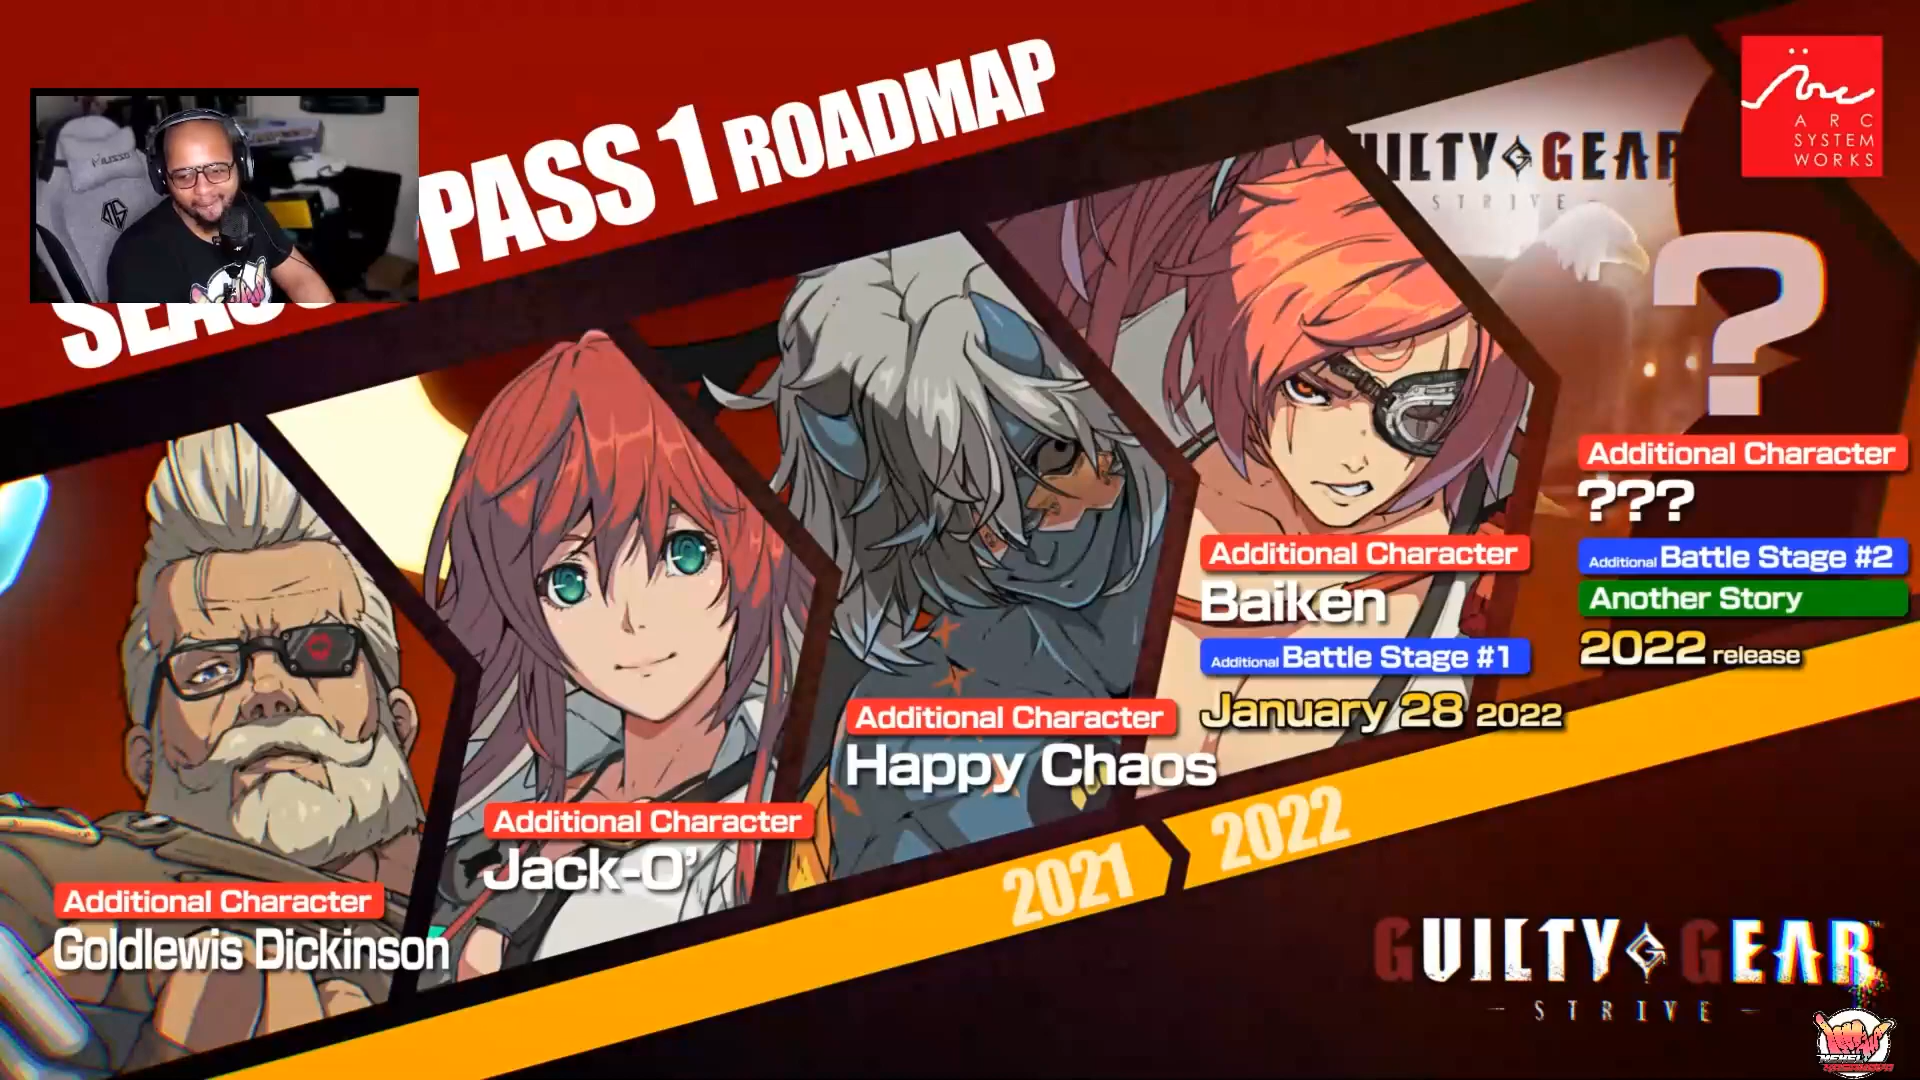 PASS 1 ROADMAP
ARC
SYSTEM
WORKS
GUILTY GEAR
STRIVE
?
Additional Character
???
Additional Battle Stage #2
Another Story
2022 release
Additional Character
Baiken
Additional Battle Stage #1
January 28 2022
Additional Character
Happy Chaos
Additional Character
Jack-O'
Additional Character
Goldlewis Dickinson
2021
2022
GUILTY GEAR
- STRIVE -